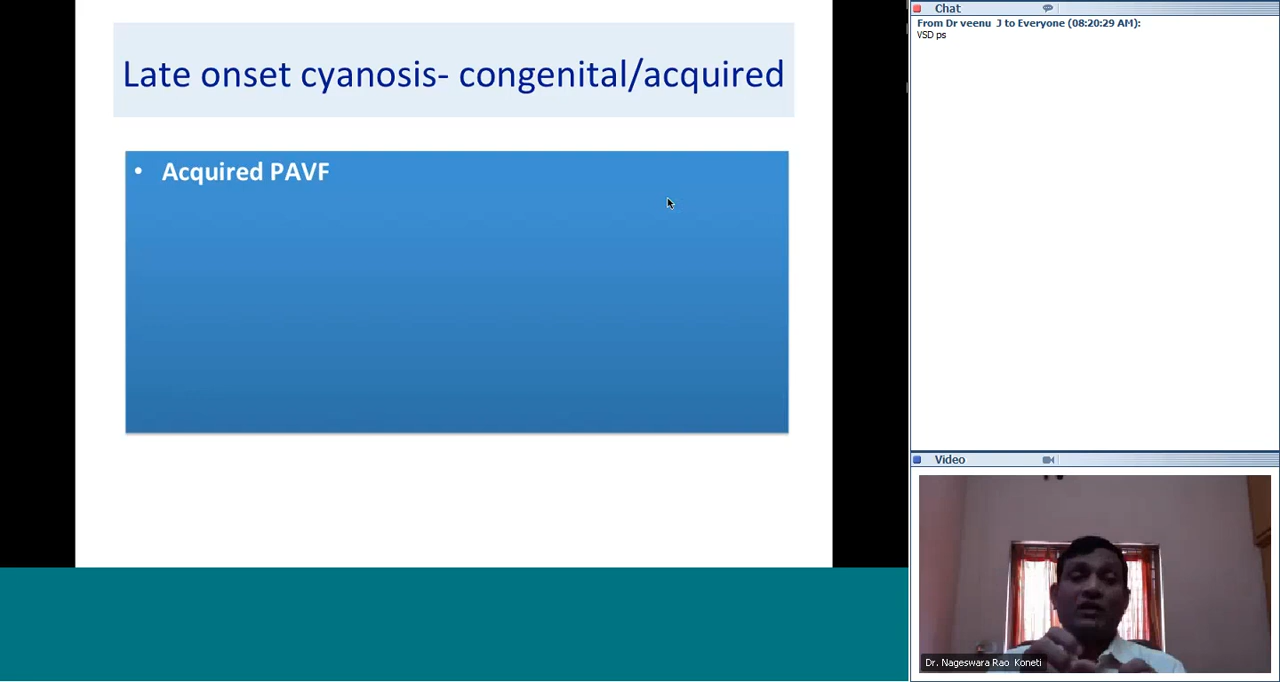 Late onset cyanosis- congenital/acquired
• Acquired PAVF
Chat
From Dr veenu J to Everyone (08:20:29 AM):
VSD ps
Video
Dr. Nageswara Rao Koneti